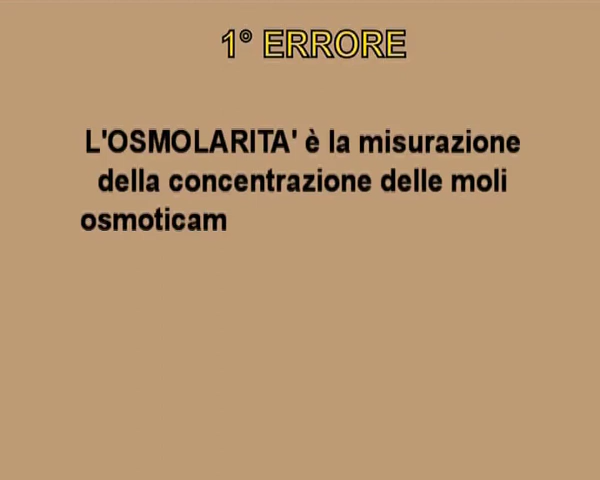 1° ERRORE
L'OSMOLARITA' è la misurazione
della concentrazione delle moli
osmoticam